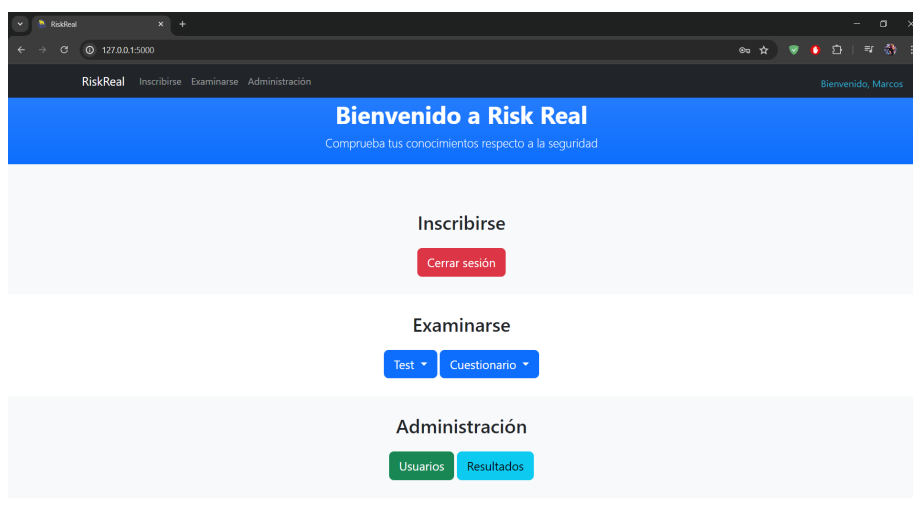 RiskReal
127.0.0.1:5000
RiskReal Inscribirse Examinarse Administración Bienvenido, Marcos
Bienvenido a Risk Real
Comprueba tus conocimientos respecto a la seguridad
Inscribirse
Cerrar sesión
Examinarse
Test Cuestionario
Administración
Usuarios Resultados